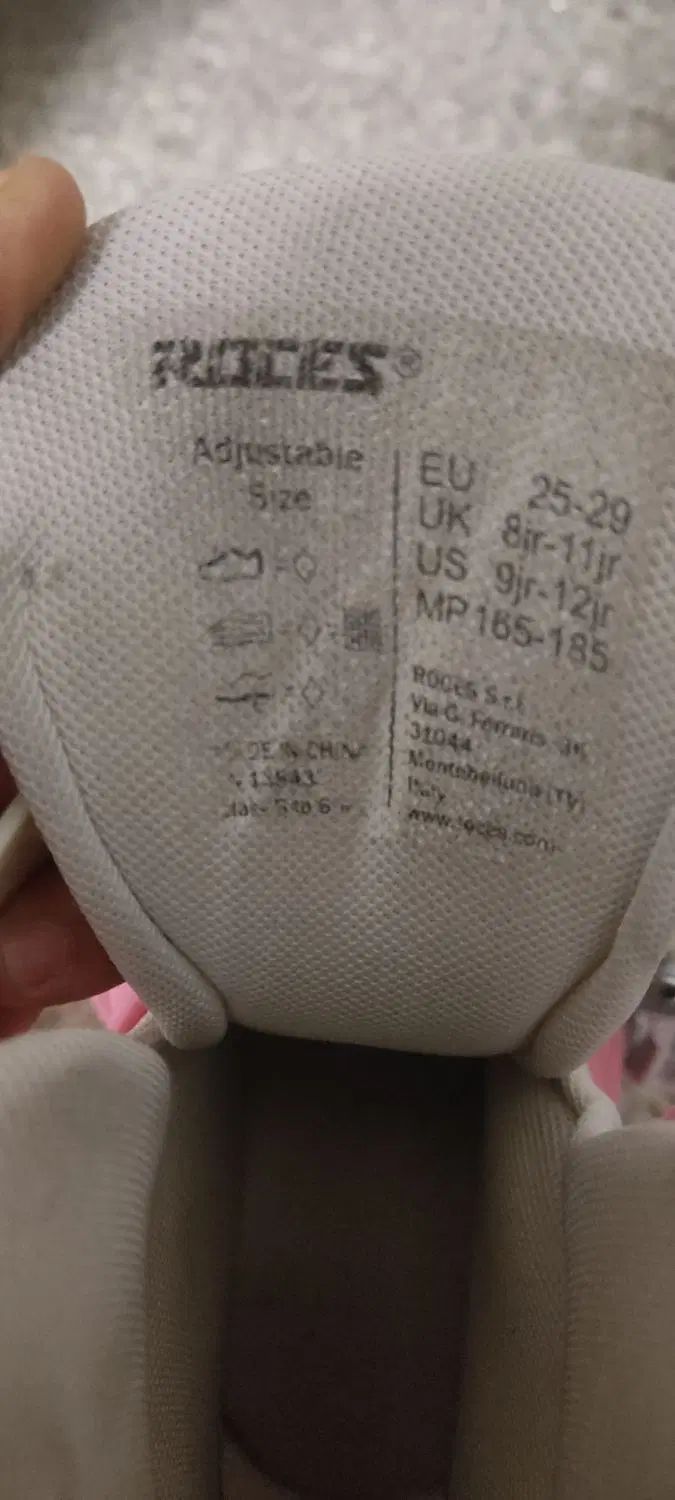 ROCES®
Adjustable
Size
EU 25-29
UK 8jr-11jr
US 9jr-12jr
MP 165-185
MADE IN CHINA
ROCES S.r.l.
Via G. Ferraris
31044
Montebelluna (TV)
Italy
www.roces.com